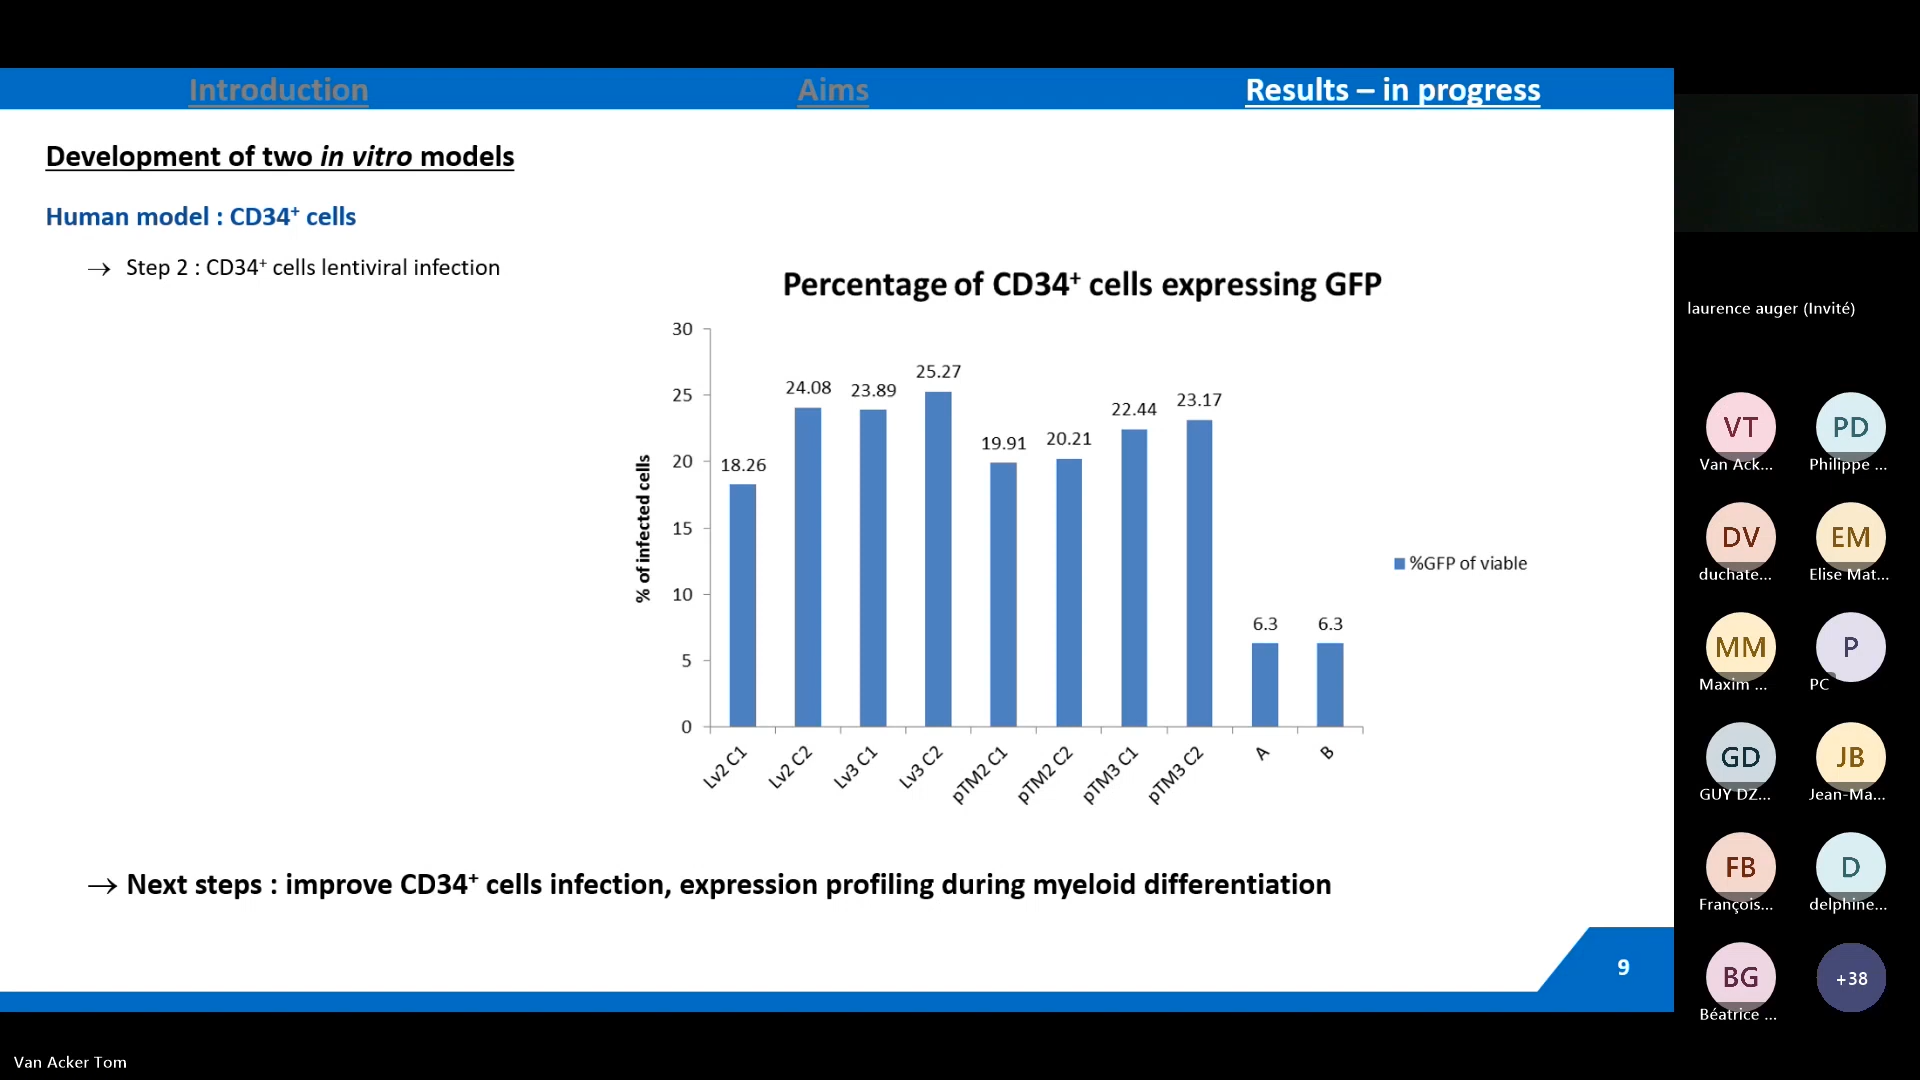 Introduction
Aims
Results – in progress
Development of two in vitro models
Human model : CD34⁺ cells
→ Step 2 : CD34⁺ cells lentiviral infection
Percentage of CD34⁺ cells expressing GFP
30
25
20
15
10
5
0
% of infected cells
18.26
24.08
23.89
25.27
19.91
20.21
22.44
23.17
6.3
6.3
Lv2 C1
Lv2 C2
Lv3 C1
Lv3 C2
pTM2 C1
pTM2 C2
pTM3 C1
pTM3 C2
A
B
%GFP of viable
→ Next steps : improve CD34⁺ cells infection, expression profiling during myeloid differentiation
9
laurence auger (Invité)
VT
Van Ack...
PD
Philippe ...
DV
duchate...
EM
Elise Mat...
MM
Maxim ...
P
PC
GD
GUY DZ...
JB
Jean-Ma...
FB
François...
D
delphine...
BG
Béatrice ...
+38
Van Acker Tom